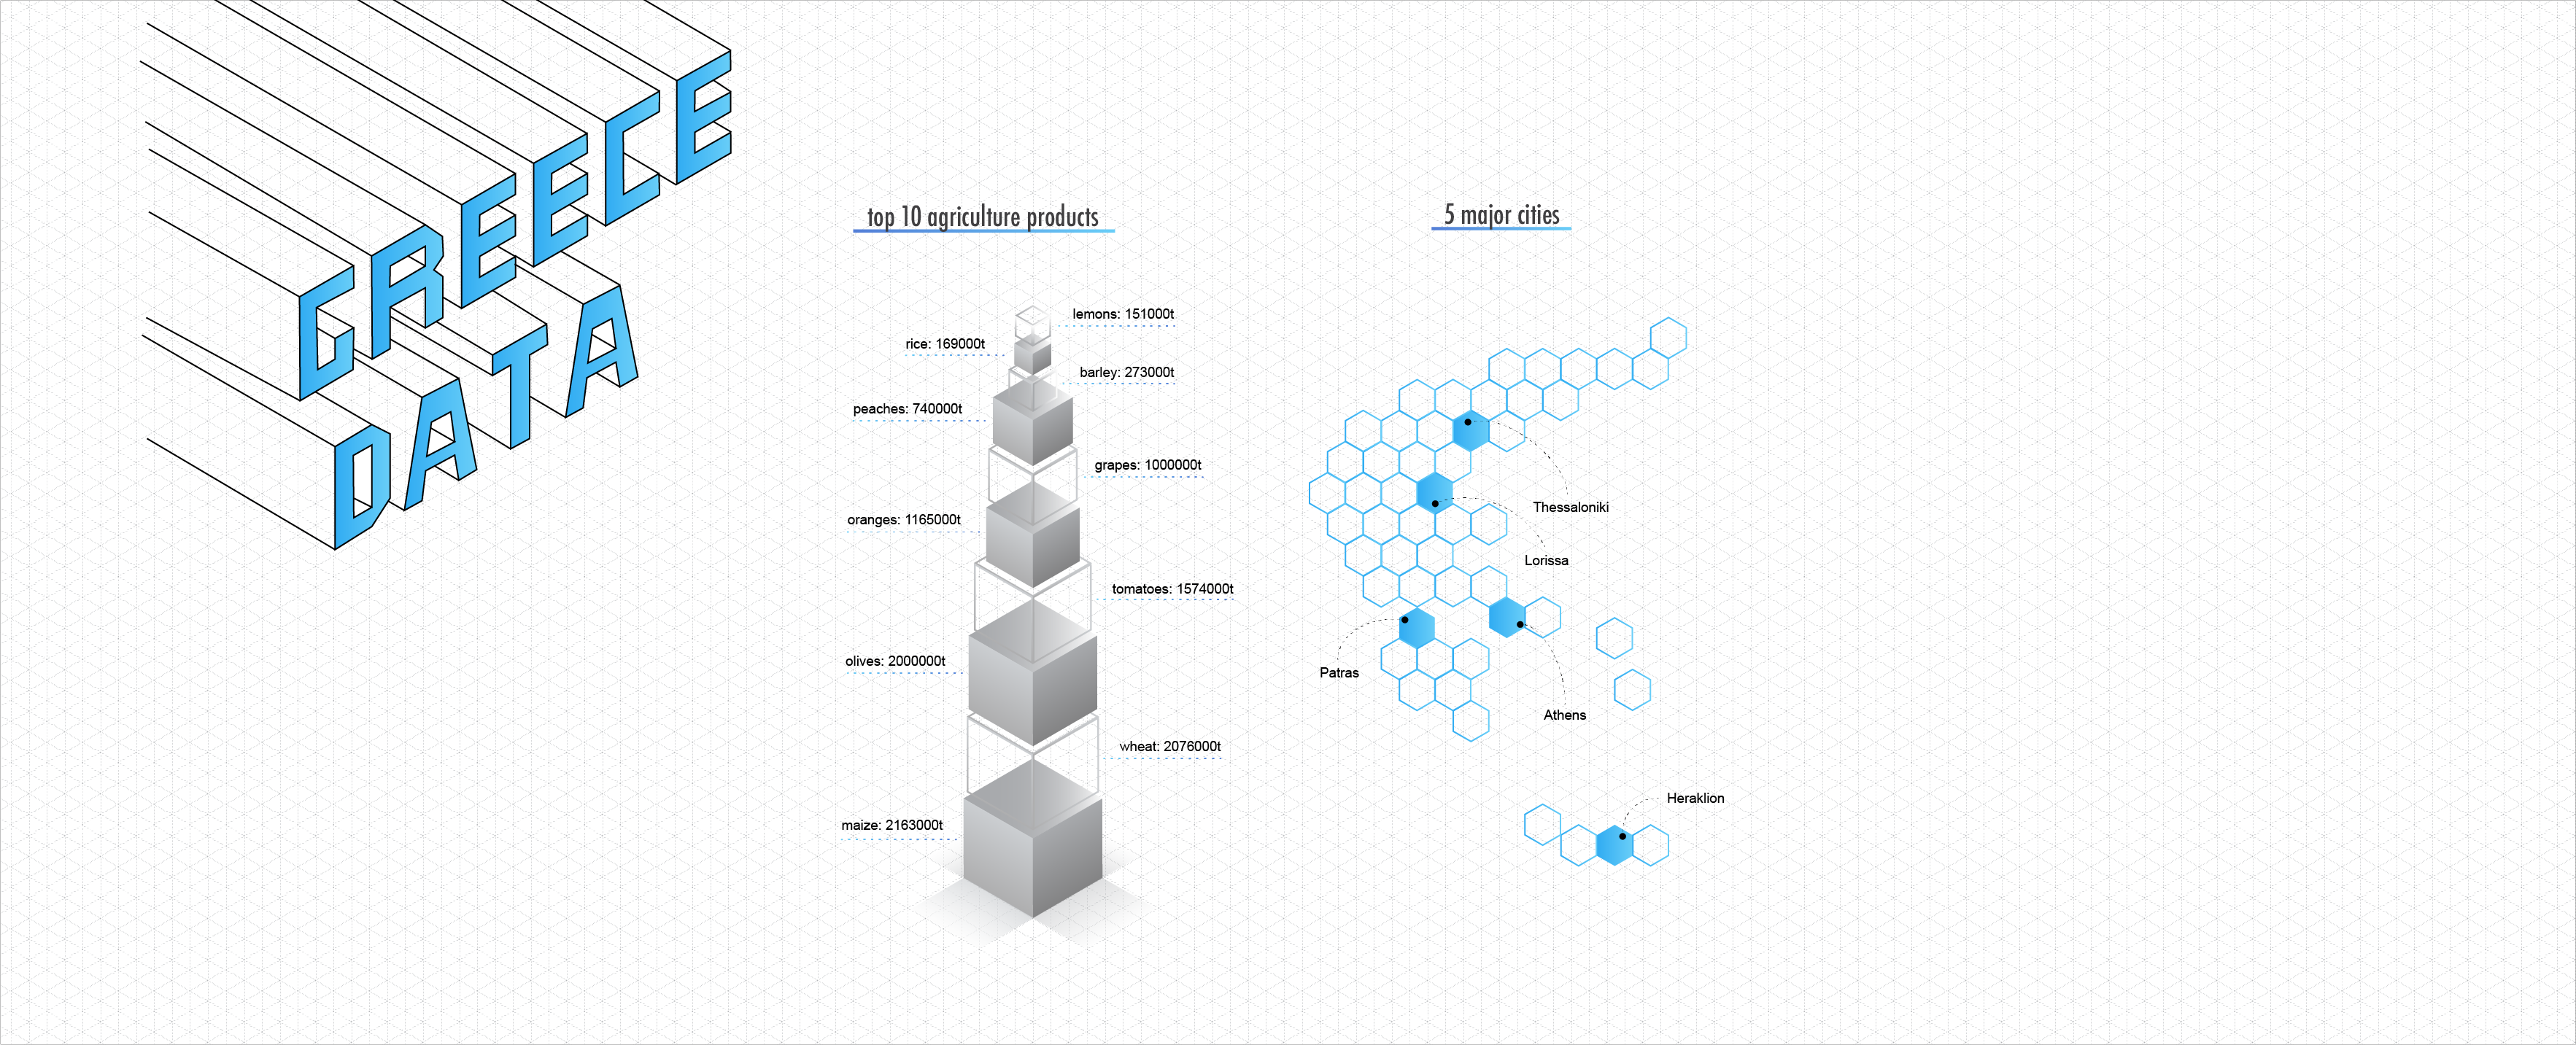 GREECE
DATA
top 10 agriculture products
lemons: 151000t
rice: 169000t
barley: 273000t
peaches: 740000t
grapes: 1000000t
oranges: 1165000t
tomatoes: 1574000t
olives: 2000000t
wheat: 2076000t
maize: 2163000t
5 major cities
Thessaloniki
Lorissa
Patras
Athens
Heraklion